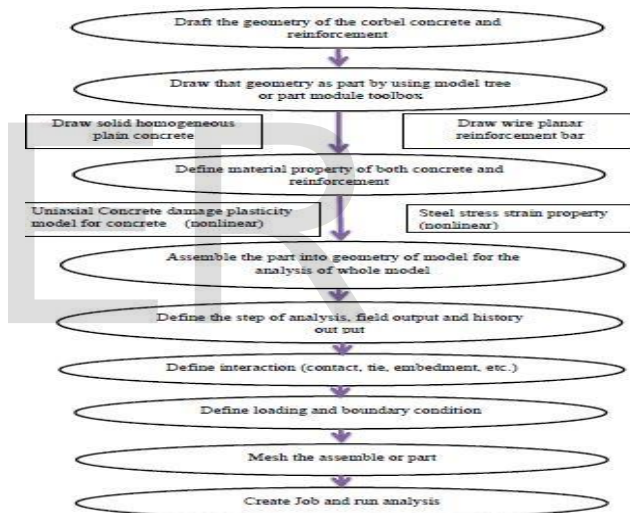 Draft the geometry of the corbel concrete and
reinforcement
Draw that geometry as part by using model tree
or part module toolbox
Draw solid homogeneous
plain concrete
Draw wire planar
reinforcement bar
Define material property of both concrete and
reinforcement
Uniaxial Concrete damage plasticity
model for concrete (nonlinear)
Steel stress strain property
(nonlinear)
Assemble the part into geometry of model for the
analysis of whole model
Define the step of analysis, field output and history
out put
Define interaction (contact, tie, embedment, etc.)
Define loading and boundary condition
Mesh the assemble or part
Create Job and run analysis
ER